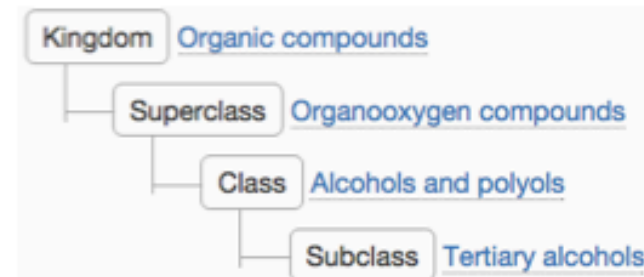 Kingdom Organic compounds
Superclass Organooxygen compounds
Class Alcohols and polyols
Subclass Tertiary alcohols